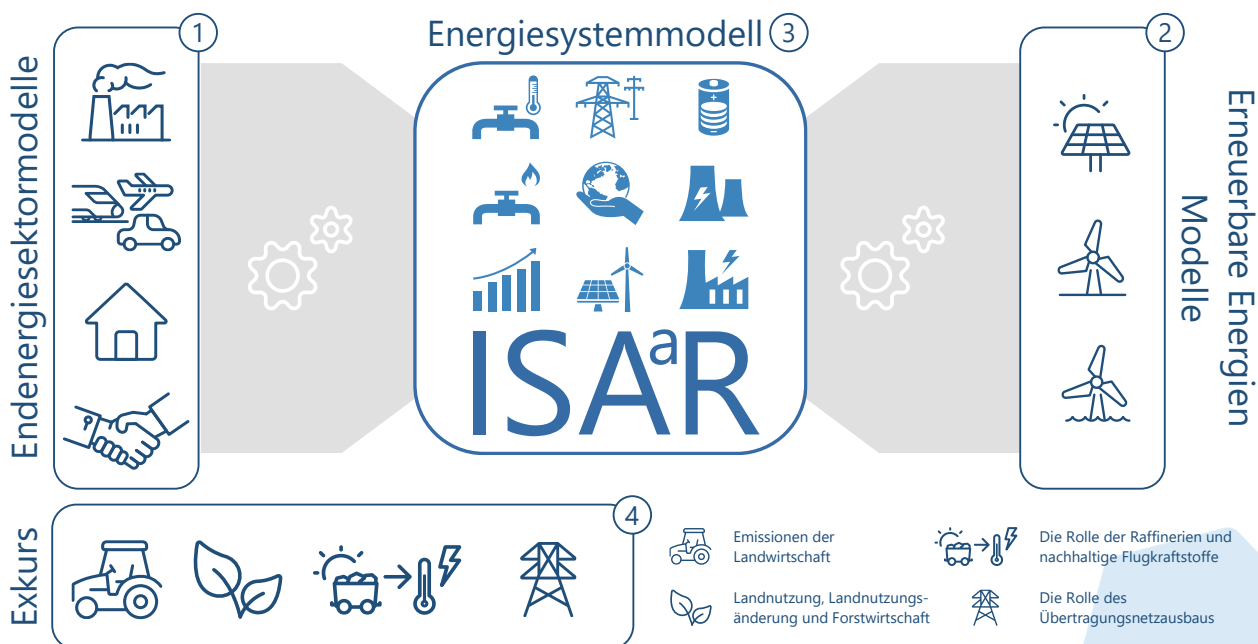 Endenergiesektormodelle
1
Energiesystemmodell 3
ISAaR
2
Erneuerbare Energien
Modelle
Exkurs
4
Emissionen der
Landwirtschaft
Landnutzung, Landnutzungs-
änderung und Forstwirtschaft
Die Rolle der Raffinerien und
nachhaltige Flugkraftstoffe
Die Rolle des
Übertragungsnetzausbaus